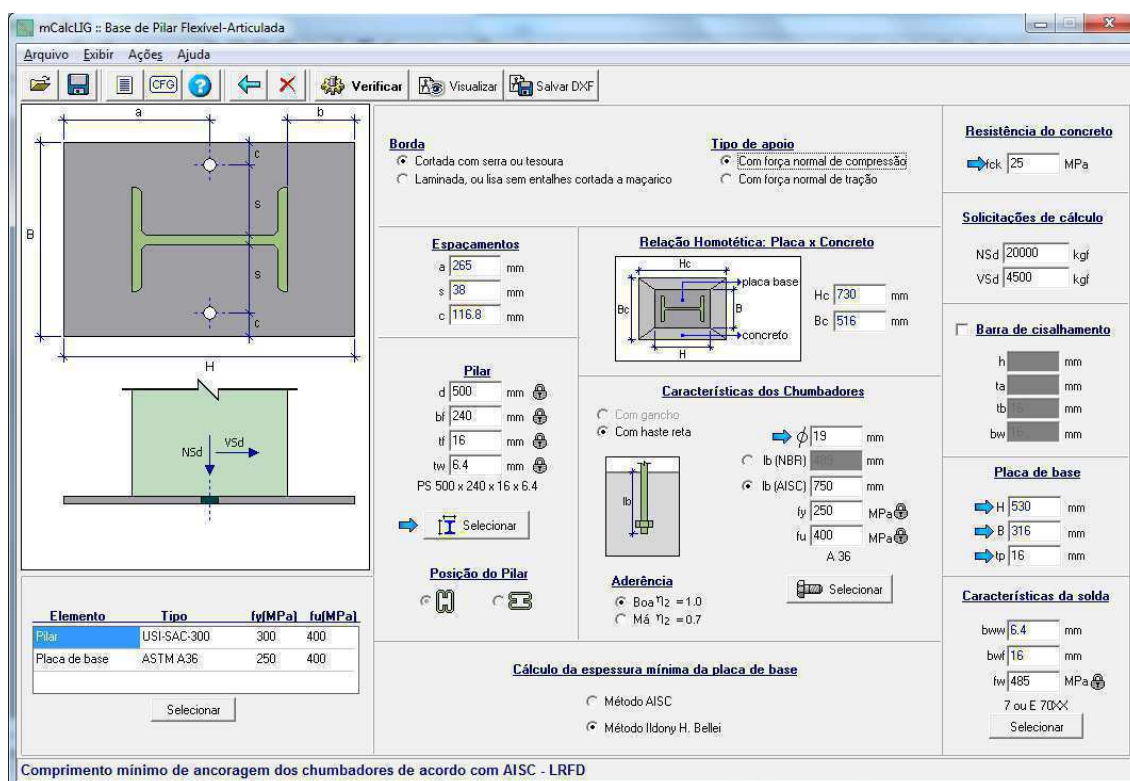 mCalcLIG :: Base de Pilar Flexível-Articulada
Arquivo Exibir Ações Ajuda
CFG ? Verificar Visualizar Salvar DXF
a
b
c
B
s
s
c
H
NSd
VSd
Elemento Tipo fy(MPa) fu(MPa)
Pilar USI-SAC-300 300 400
Placa de base ASTM A36 250 400
Selecionar
Borda
Cortada com serra ou tesoura
Laminada, ou lisa sem entalhes cortada a maçarico
Tipo de apoio
Com força normal de compressão
Com força normal de tração
Espaçamentos
a 265 mm
s 38 mm
c 116.8 mm
Relação Homotética: Placa x Concreto
Hc
placa base
Bc
B
concreto
H
Hc 730 mm
Bc 516 mm
Pilar
d 500 mm
bf 240 mm
tf 16 mm
tw 6.4 mm
PS 500 x 240 x 16 x 6.4
Selecionar
Posição do Pilar
Características dos Chumbadores
Com gancho
Com haste reta
lb
ϕ 19 mm
lb (NBR) mm
lb (AISC) 750 mm
fy 250 MPa
fu 400 MPa
A 36
Selecionar
Aderência
Boa η2 =1.0
Má η2 =0.7
Cálculo da espessura mínima da placa de base
Método AISC
Método Ildony H. Bellei
Resistência do concreto
fck 25 MPa
Solicitações de cálculo
NSd 20000 kgf
VSd 4500 kgf
Barra de cisalhamento
h mm
ta mm
tb 16 mm
bw 16 mm
Placa de base
H 530 mm
B 316 mm
tp 16 mm
Características da solda
bww 6.4 mm
bwf 16 mm
fw 485 MPa
7 ou E 70XX
Selecionar
Comprimento mínimo de ancoragem dos chumbadores de acordo com AISC - LRFD